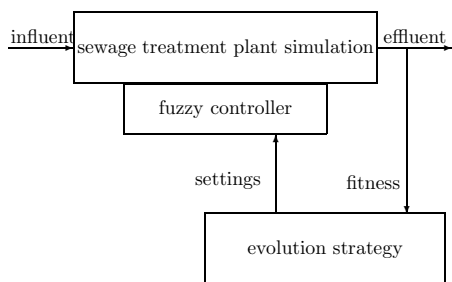 influent
sewage treatment plant simulation
effluent
fuzzy controller
settings
fitness
evolution strategy